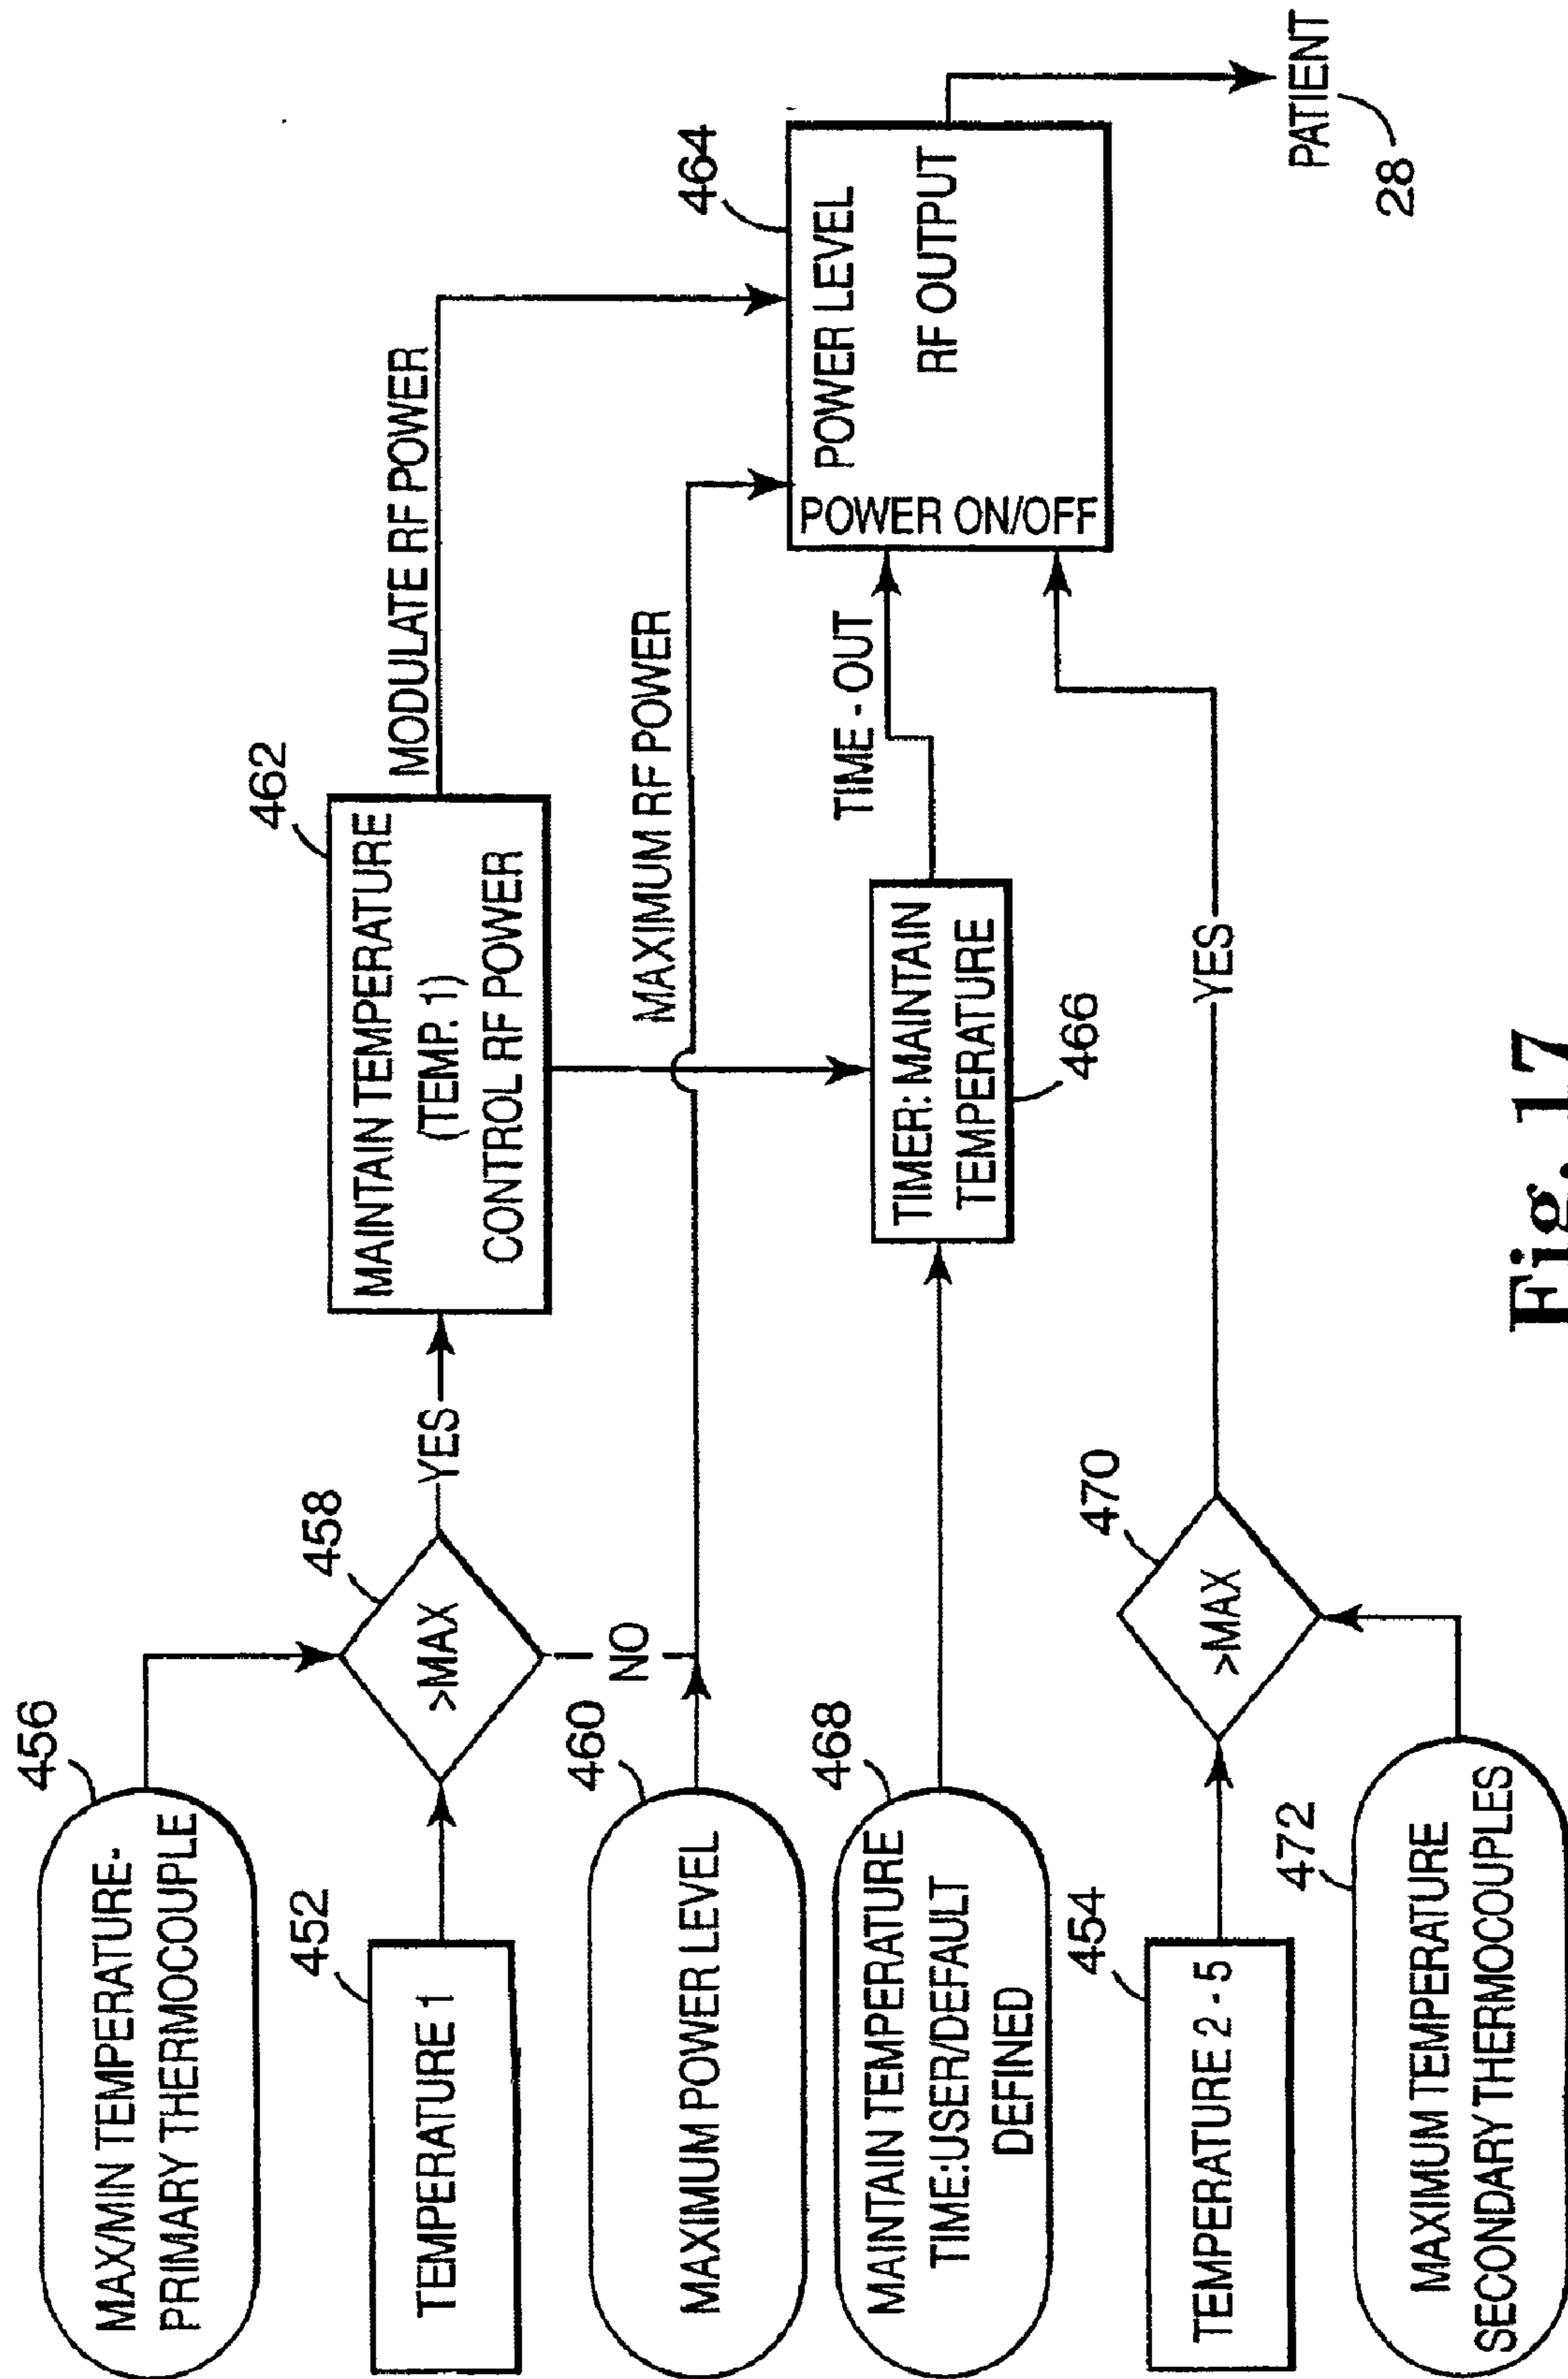 456
MAX/MIN TEMPERATURE-
PRIMARY THERMOCOUPLE
452
TEMPERATURE 1
458
>MAX
YES
NO
462
MAINTAIN TEMPERATURE
(TEMP. 1)
CONTROL RF POWER
MODULATE RF POWER
460
MAXIMUM POWER LEVEL
MAXIMUM RF POWER
464
POWER LEVEL
RF OUTPUT
POWER ON/OFF
468
MAINTAIN TEMPERATURE
TIME:USER/DEFAULT
DEFINED
TIMER: MAINTAIN
TEMPERATURE
466
TIME - OUT
454
TEMPERATURE 2 - 5
470
>MAX
YES
472
MAXIMUM TEMPERATURE
SECONDARY THERMOCOUPLES
PATIENT
28
Fig. 17